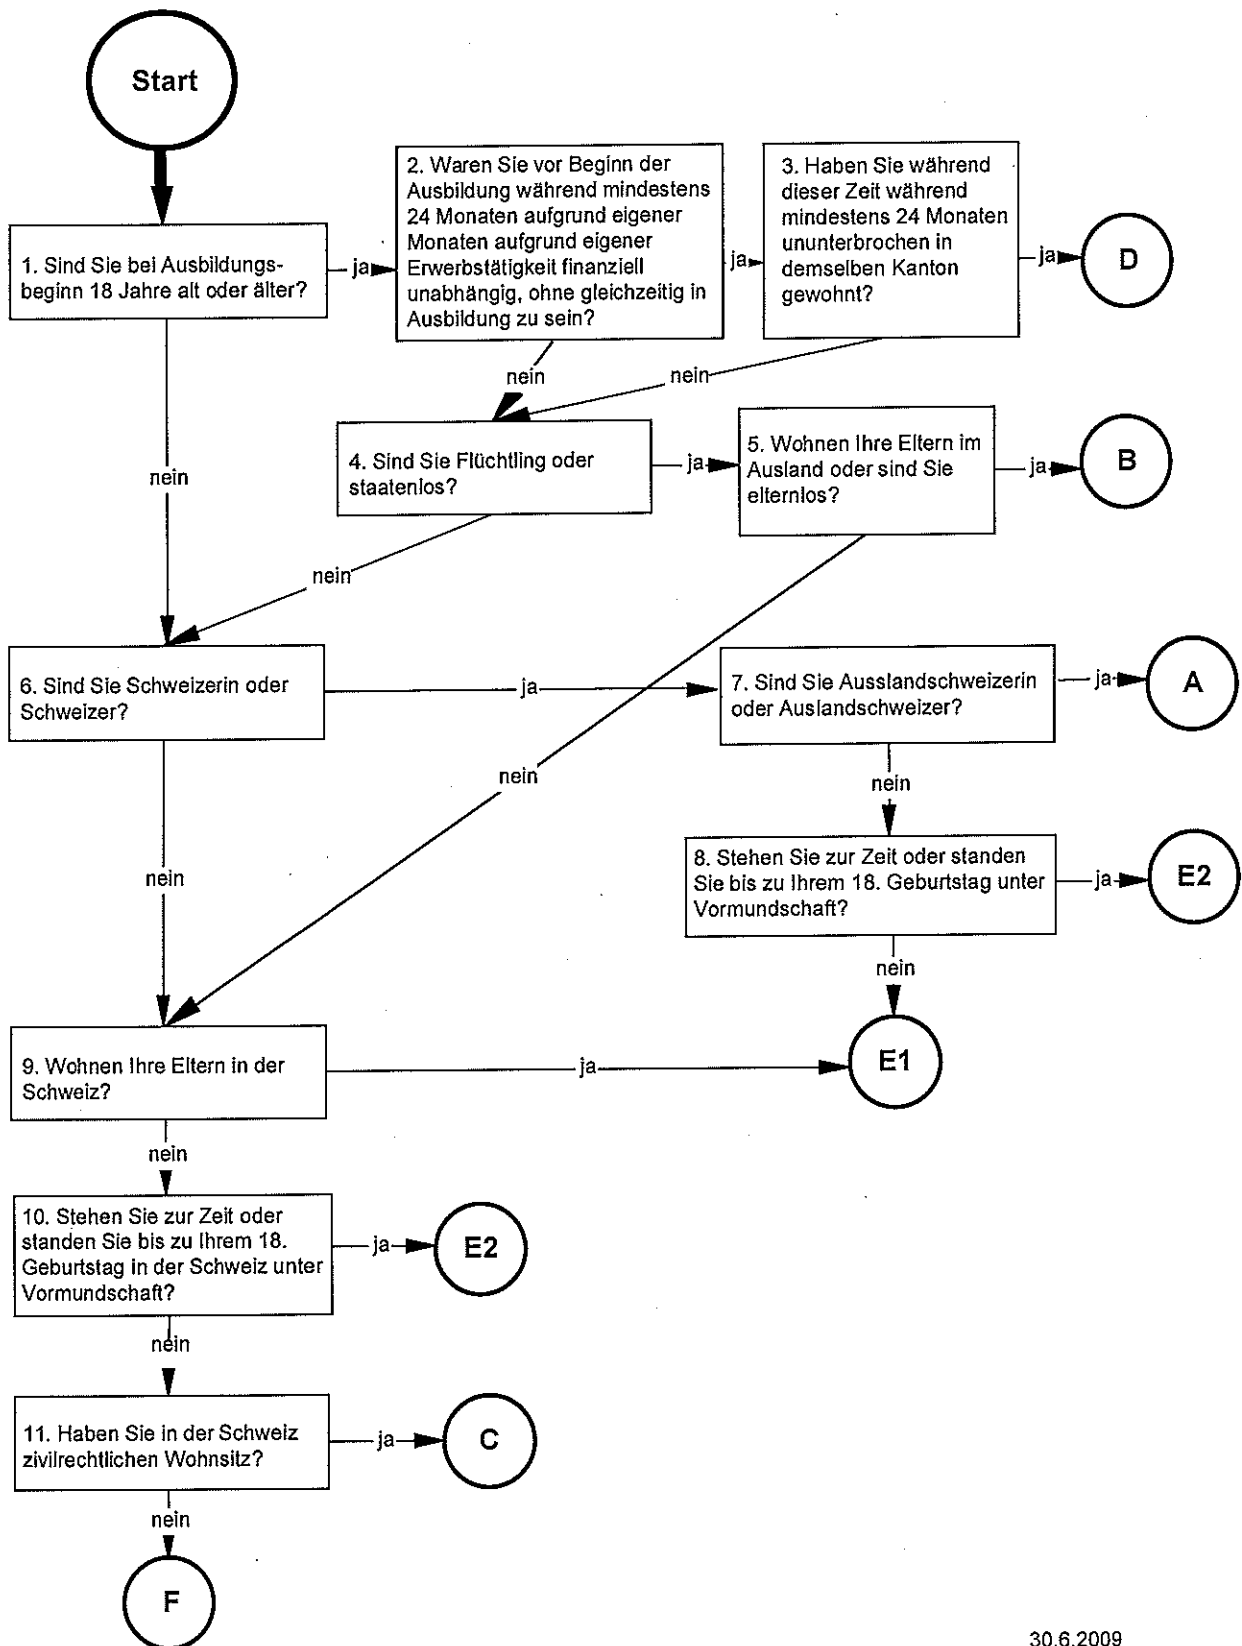 Start
1. Sind Sie bei Ausbildungs-
beginn 18 Jahre alt oder älter?
ja
2. Waren Sie vor Beginn der
Ausbildung während mindestens
24 Monaten aufgrund eigener
Monaten aufgrund eigener
Erwerbstätigkeit finanziell
unabhängig, ohne gleichzeitig in
Ausbildung zu sein?
ja
3. Haben Sie während
dieser Zeit während
mindestens 24 Monaten
ununterbrochen in
demselben Kanton
gewohnt?
ja
D
nein
nein
nein
4. Sind Sie Flüchtling oder
staatenlos?
ja
5. Wohnen Ihre Eltern im
Ausland oder sind Sie
elternlos?
ja
B
nein
nein
6. Sind Sie Schweizerin oder
Schweizer?
ja
7. Sind Sie Ausslandschweizerin
oder Auslandschweizer?
ja
A
nein
nein
8. Stehen Sie zur Zeit oder standen
Sie bis zu Ihrem 18. Geburtstag unter
Vormundschaft?
ja
E2
nein
9. Wohnen Ihre Eltern in der
Schweiz?
ja
E1
nein
10. Stehen Sie zur Zeit oder
standen Sie bis zu Ihrem 18.
Geburtstag in der Schweiz unter
Vormundschaft?
ja
E2
nein
11. Haben Sie in der Schweiz
zivilrechtlichen Wohnsitz?
ja
C
nein
F
30.6.2009